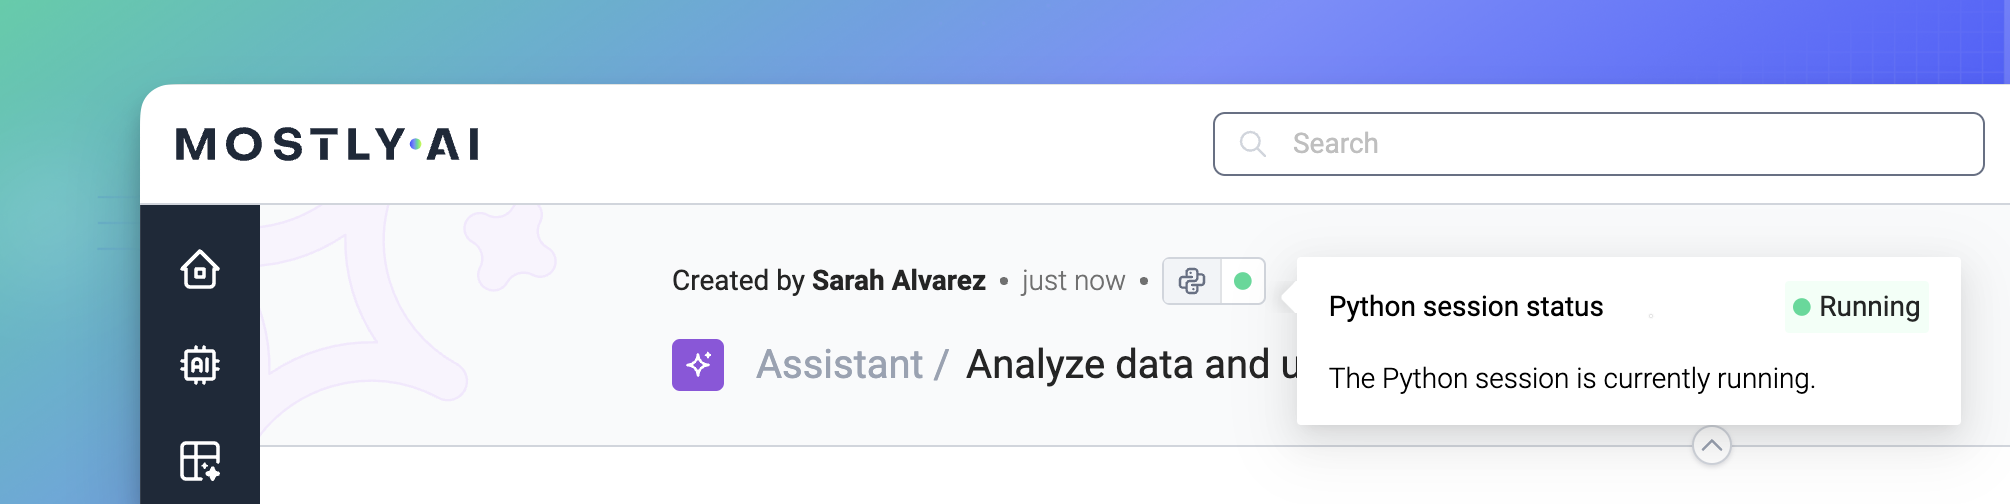 MOSTLY•AI
Search
Created by Sarah Alvarez • just now •
Python session status
Running
Assistant / Analyze data and u
The Python session is currently running.
AI